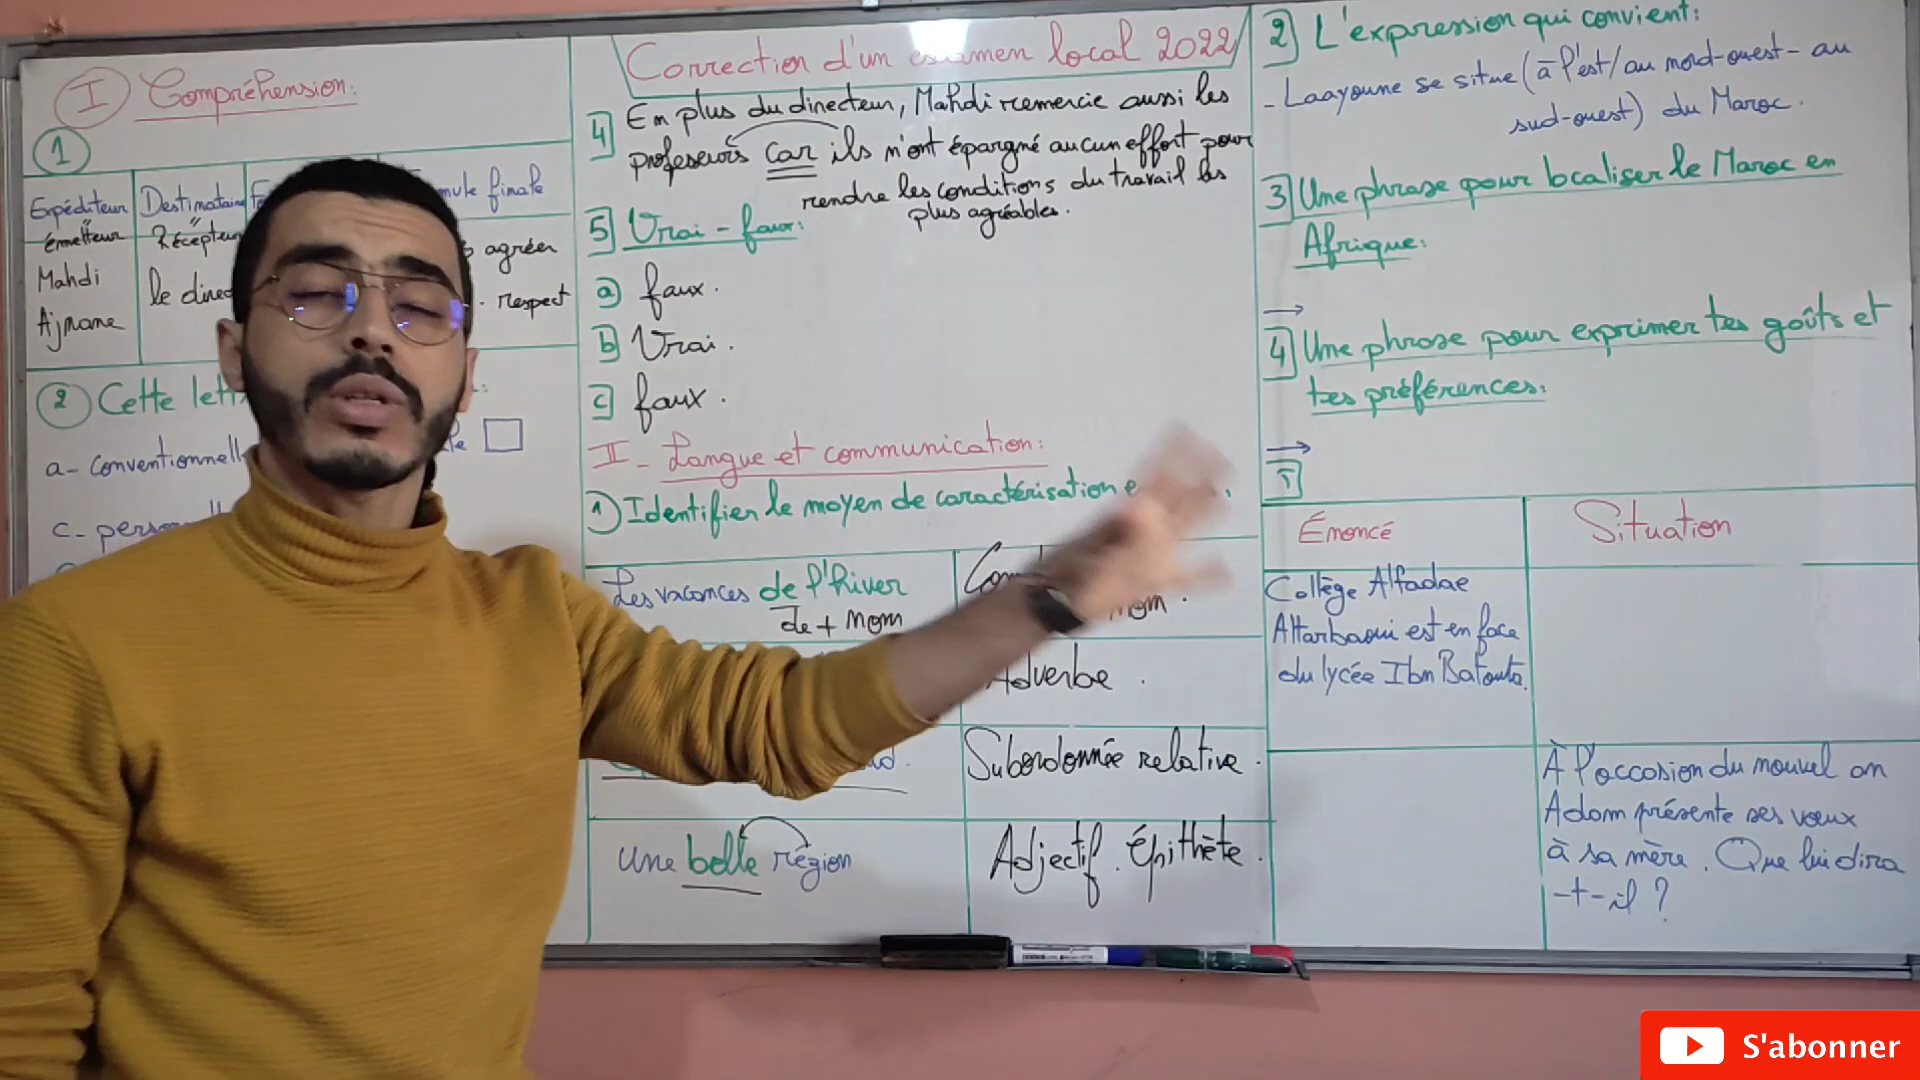 Correction d'un examen local 2022
I Compréhension:
1
Expéditeur
émetteur
Mahdi
Ajmane
Destinataire
Récepteur
le direc
mule finale
agréer
respect
2 Cette lett
a- conventionnell
c- person
4 En plus du directeur, Mahdi remercie aussi les
profeseurs car ils n'ont épargné aucun effort pour
rendre les conditions du travail les
plus agréables.
5 Vrai - faux:
a faux.
b Vrai.
c faux.
II - Langue et communication:
1) Identifier le moyen de caractérisation
Les vacances de l'hiver
de + nom
nom.
Adverbe.
Subordonnée relative.
une belle région
Adjectif. Épithète.
2 L'expression qui convient:
- Laayoune se situe (à l'est/au nord-ouest - au
sud-ouest) du Maroc.
3 Une phrase pour localiser le Maroc en
Afrique:
→
4 Une phrase pour exprimer tes goûts et
tes préférences:
→
Énoncé
Situation
Collège Alfadae
Attarbaoui est en face
du lycée Ibn Batouta.
À l'occasion du nouvel an
Adam présente ses vœux
à sa mère. Que lui dira
-t-il ?
S'abonner